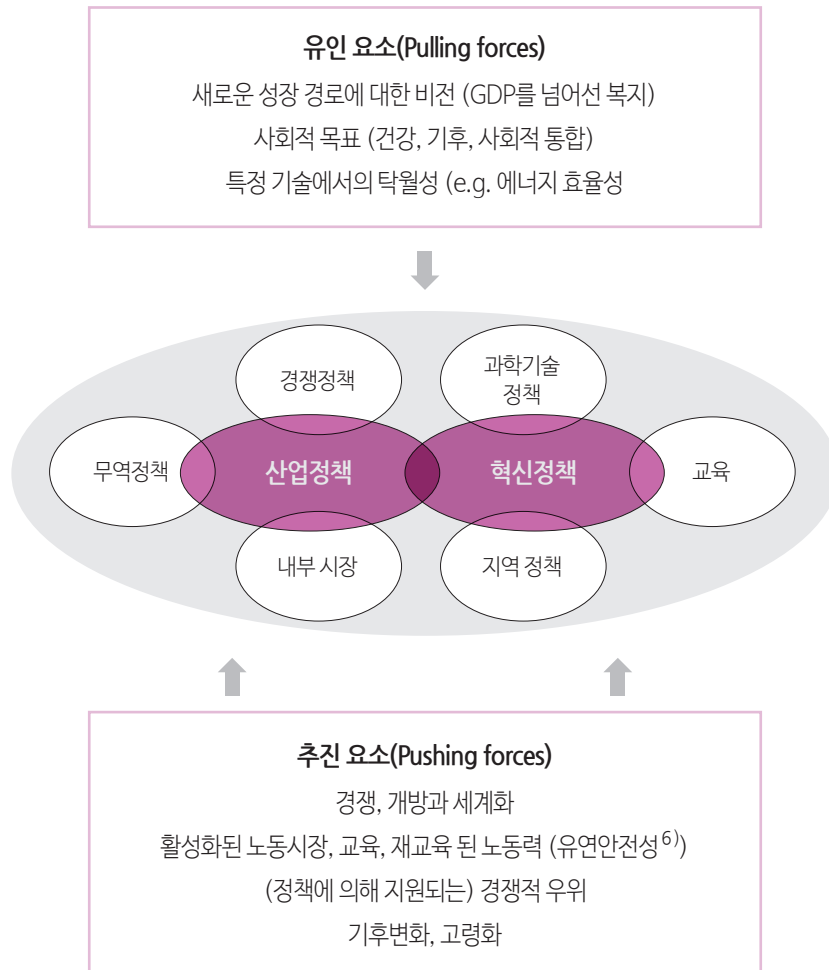 유인 요소(Pulling forces)
새로운 성장 경로에 대한 비전 (GDP를 넘어선 복지)
사회적 목표 (건강, 기후, 사회적 통합)
특정 기술에서의 탁월성 (e.g. 에너지 효율성
경쟁정책
과학기술
정책
무역정책
산업정책
혁신정책
교육
내부 시장
지역 정책
추진 요소(Pushing forces)
경쟁, 개방과 세계화
활성화된 노동시장, 교육, 재교육 된 노동력 (유연안전성6))
(정책에 의해 지원되는) 경쟁적 우위
기후변화, 고령화